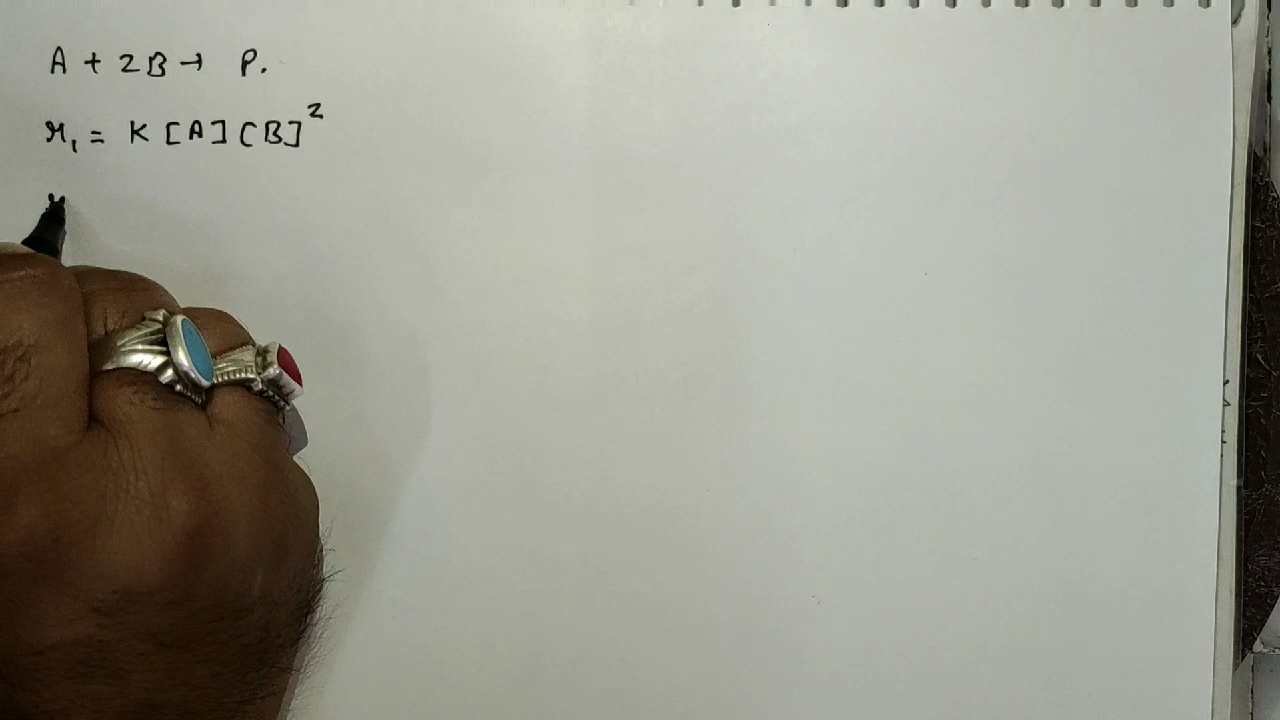 A + 2B → P.
r₁ = K [A] [B]²